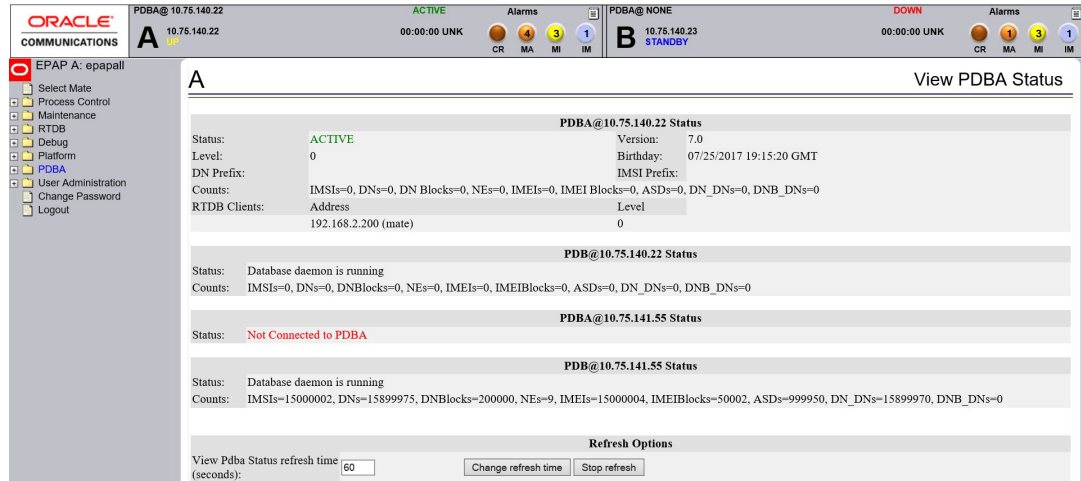 ORACLE
COMMUNICATIONS
PDBA@ 10.75.140.22 ACTIVE Alarms
A 10.75.140.22 00:00:00 UNK
UP
4 3 1
CR MA MI IM
PDBA@ NONE DOWN Alarms
B 10.75.140.23 00:00:00 UNK
STANDBY
1 3 1
CR MA MI IM
EPAP A: epapall
Select Mate
Process Control
Maintenance
RTDB
Debug
Platform
PDBA
User Administration
Change Password
Logout
A View PDBA Status
PDBA@10.75.140.22 Status
Status: ACTIVE Version: 7.0
Level: 0 Birthday: 07/25/2017 19:15:20 GMT
DN Prefix: IMSI Prefix:
Counts: IMSIs=0, DNs=0, DN Blocks=0, NEs=0, IMEIs=0, IMEI Blocks=0, ASDs=0, DN_DNs=0, DNB_DNs=0
RTDB Clients: Address Level
192.168.2.200 (mate) 0
PDB@10.75.140.22 Status
Status: Database daemon is running
Counts: IMSIs=0, DNs=0, DNBlocks=0, NEs=0, IMEIs=0, IMEIBlocks=0, ASDs=0, DN_DNs=0, DNB_DNs=0
PDBA@10.75.141.55 Status
Status: Not Connected to PDBA
PDB@10.75.141.55 Status
Status: Database daemon is running
Counts: IMSIs=15000002, DNs=15899975, DNBlocks=200000, NEs=9, IMEIs=15000004, IMEIBlocks=50002, ASDs=999950, DN_DNs=15899970, DNB_DNs=0
Refresh Options
View Pdba Status refresh time 60 Change refresh time Stop refresh
(seconds):